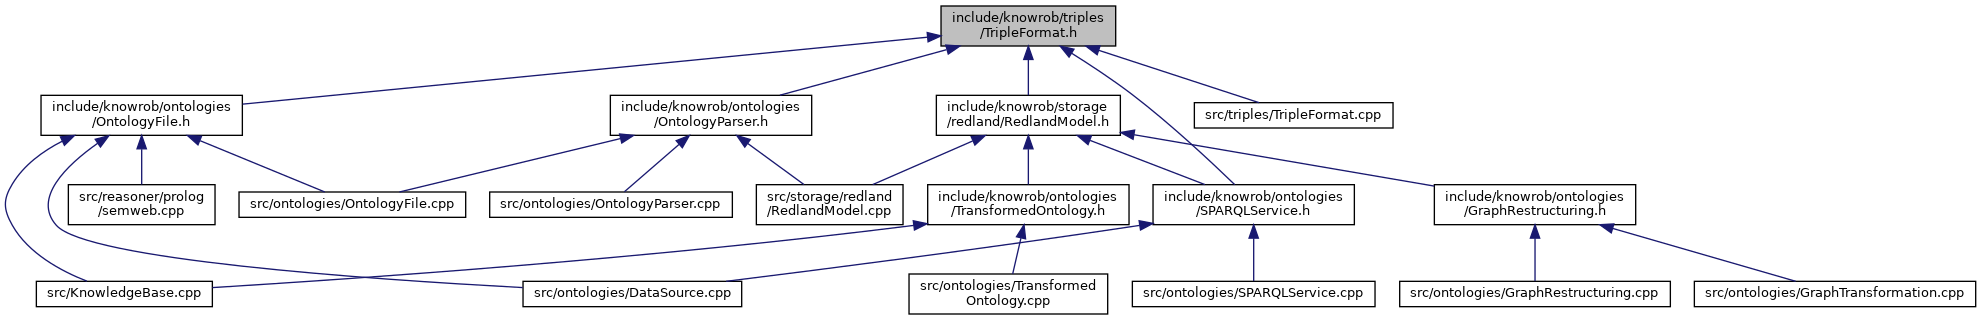 include/knowrob/triples
/TripleFormat.h
include/knowrob/ontologies
/OntologyFile.h
include/knowrob/ontologies
/OntologyParser.h
include/knowrob/storage
/redland/RedlandModel.h
src/triples/TripleFormat.cpp
src/reasoner/prolog
/semweb.cpp
src/ontologies/OntologyFile.cpp
src/ontologies/OntologyParser.cpp
src/storage/redland
/RedlandModel.cpp
include/knowrob/ontologies
/TransformedOntology.h
include/knowrob/ontologies
/SPARQLService.h
include/knowrob/ontologies
/GraphRestructuring.h
src/KnowledgeBase.cpp
src/ontologies/DataSource.cpp
src/ontologies/Transformed
Ontology.cpp
src/ontologies/SPARQLService.cpp
src/ontologies/GraphRestructuring.cpp
src/ontologies/GraphTransformation.cpp